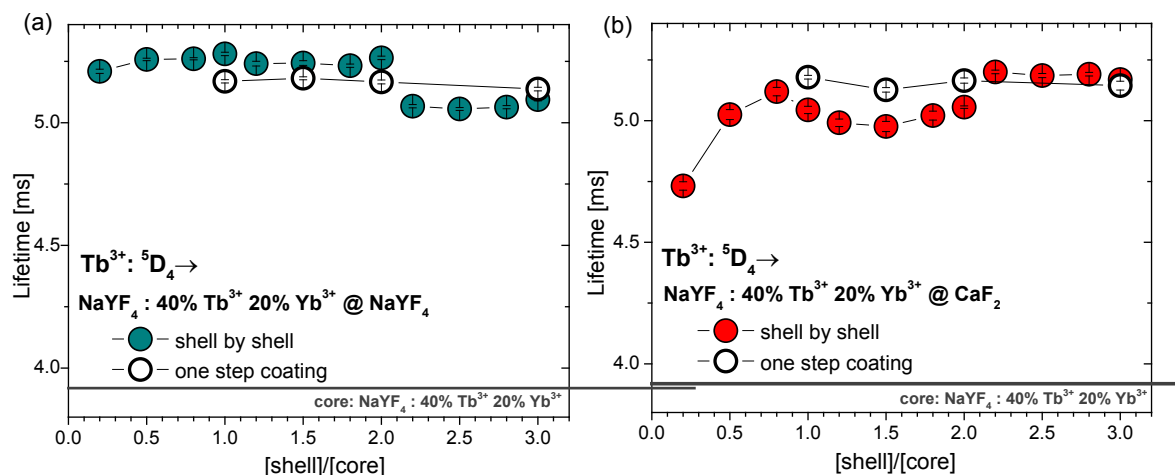 (a)
Lifetime [ms]
5.0
4.5
4.0
Tb³⁺: ⁵D₄→
NaYF₄ : 40% Tb³⁺ 20% Yb³⁺ @ NaYF₄
shell by shell
one step coating
core: NaYF₄ : 40% Tb³⁺ 20% Yb³⁺
0.0 0.5 1.0 1.5 2.0 2.5 3.0
[shell]/[core]
(b)
Lifetime [ms]
5.0
4.5
4.0
Tb³⁺: ⁵D₄→
NaYF₄ : 40% Tb³⁺ 20% Yb³⁺ @ CaF₂
shell by shell
one step coating
core: NaYF₄ : 40% Tb³⁺ 20% Yb³⁺
0.0 0.5 1.0 1.5 2.0 2.5 3.0
[shell]/[core]